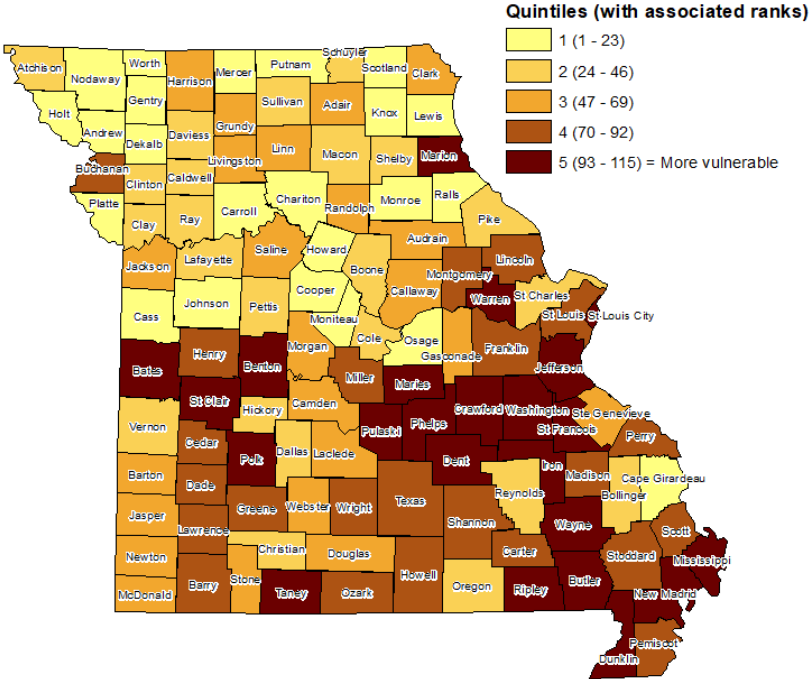 Quintiles (with associated ranks)
1 (1 - 23)
2 (24 - 46)
3 (47 - 69)
4 (70 - 92)
5 (93 - 115) = More vulnerable
Schuyler
Atchison
Worth
Putnam
Scotland
Nodaway
Harrison
Mercer
Clark
Gentry
Sullivan
Adair
Holt
Knox
Lewis
Andrew
Grundy
Dekalb
Daviess
Linn
Macon
Shelby
Marion
Livingston
Buchanan
Clinton
Caldwell
Chariton
Monroe
Ralls
Platte
Carroll
Randolph
Clay
Ray
Pike
Audrain
Saline
Howard
Lafayette
Lincoln
Jackson
Boone
Montgomery
Callaway
Cooper
Warren
St Charles
Johnson
Pettis
Cass
Moniteau
St Louis
St Louis City
Cole
Osage
Morgan
Franklin
Gasconade
Henry
Benton
Jefferson
Bates
Miller
Maries
St Clair
Camden
Hickory
Crawford
Washington
Ste Genevieve
Vernon
Phelps
Pulaski
St Francois
Perry
Cedar
Polk
Dallas
Laclede
Dent
Iron
Barton
Madison
Cape Girardeau
Dade
Reynolds
Bollinger
Texas
Greene
Webster
Wright
Jasper
Lawrence
Shannon
Wayne
Scott
Christian
Douglas
Carter
Stoddard
Newton
Mississippi
Howell
Stone
Barry
Butler
Oregon
Ripley
Taney
Ozark
McDonald
New Madrid
Pemiscot
Dunklin